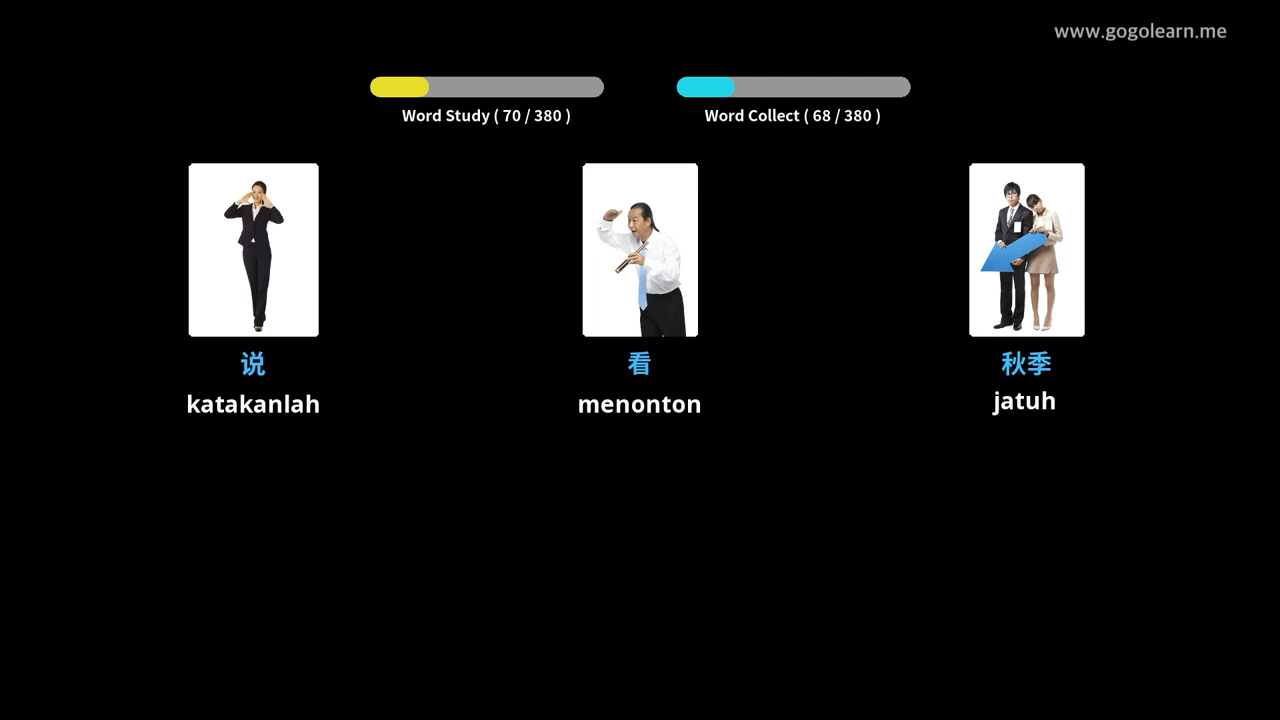 www.gogolearn.me
Word Study ( 70 / 380 )
Word Collect ( 68 / 380 )
说
katakanlah
看
menonton
秋季
jatuh